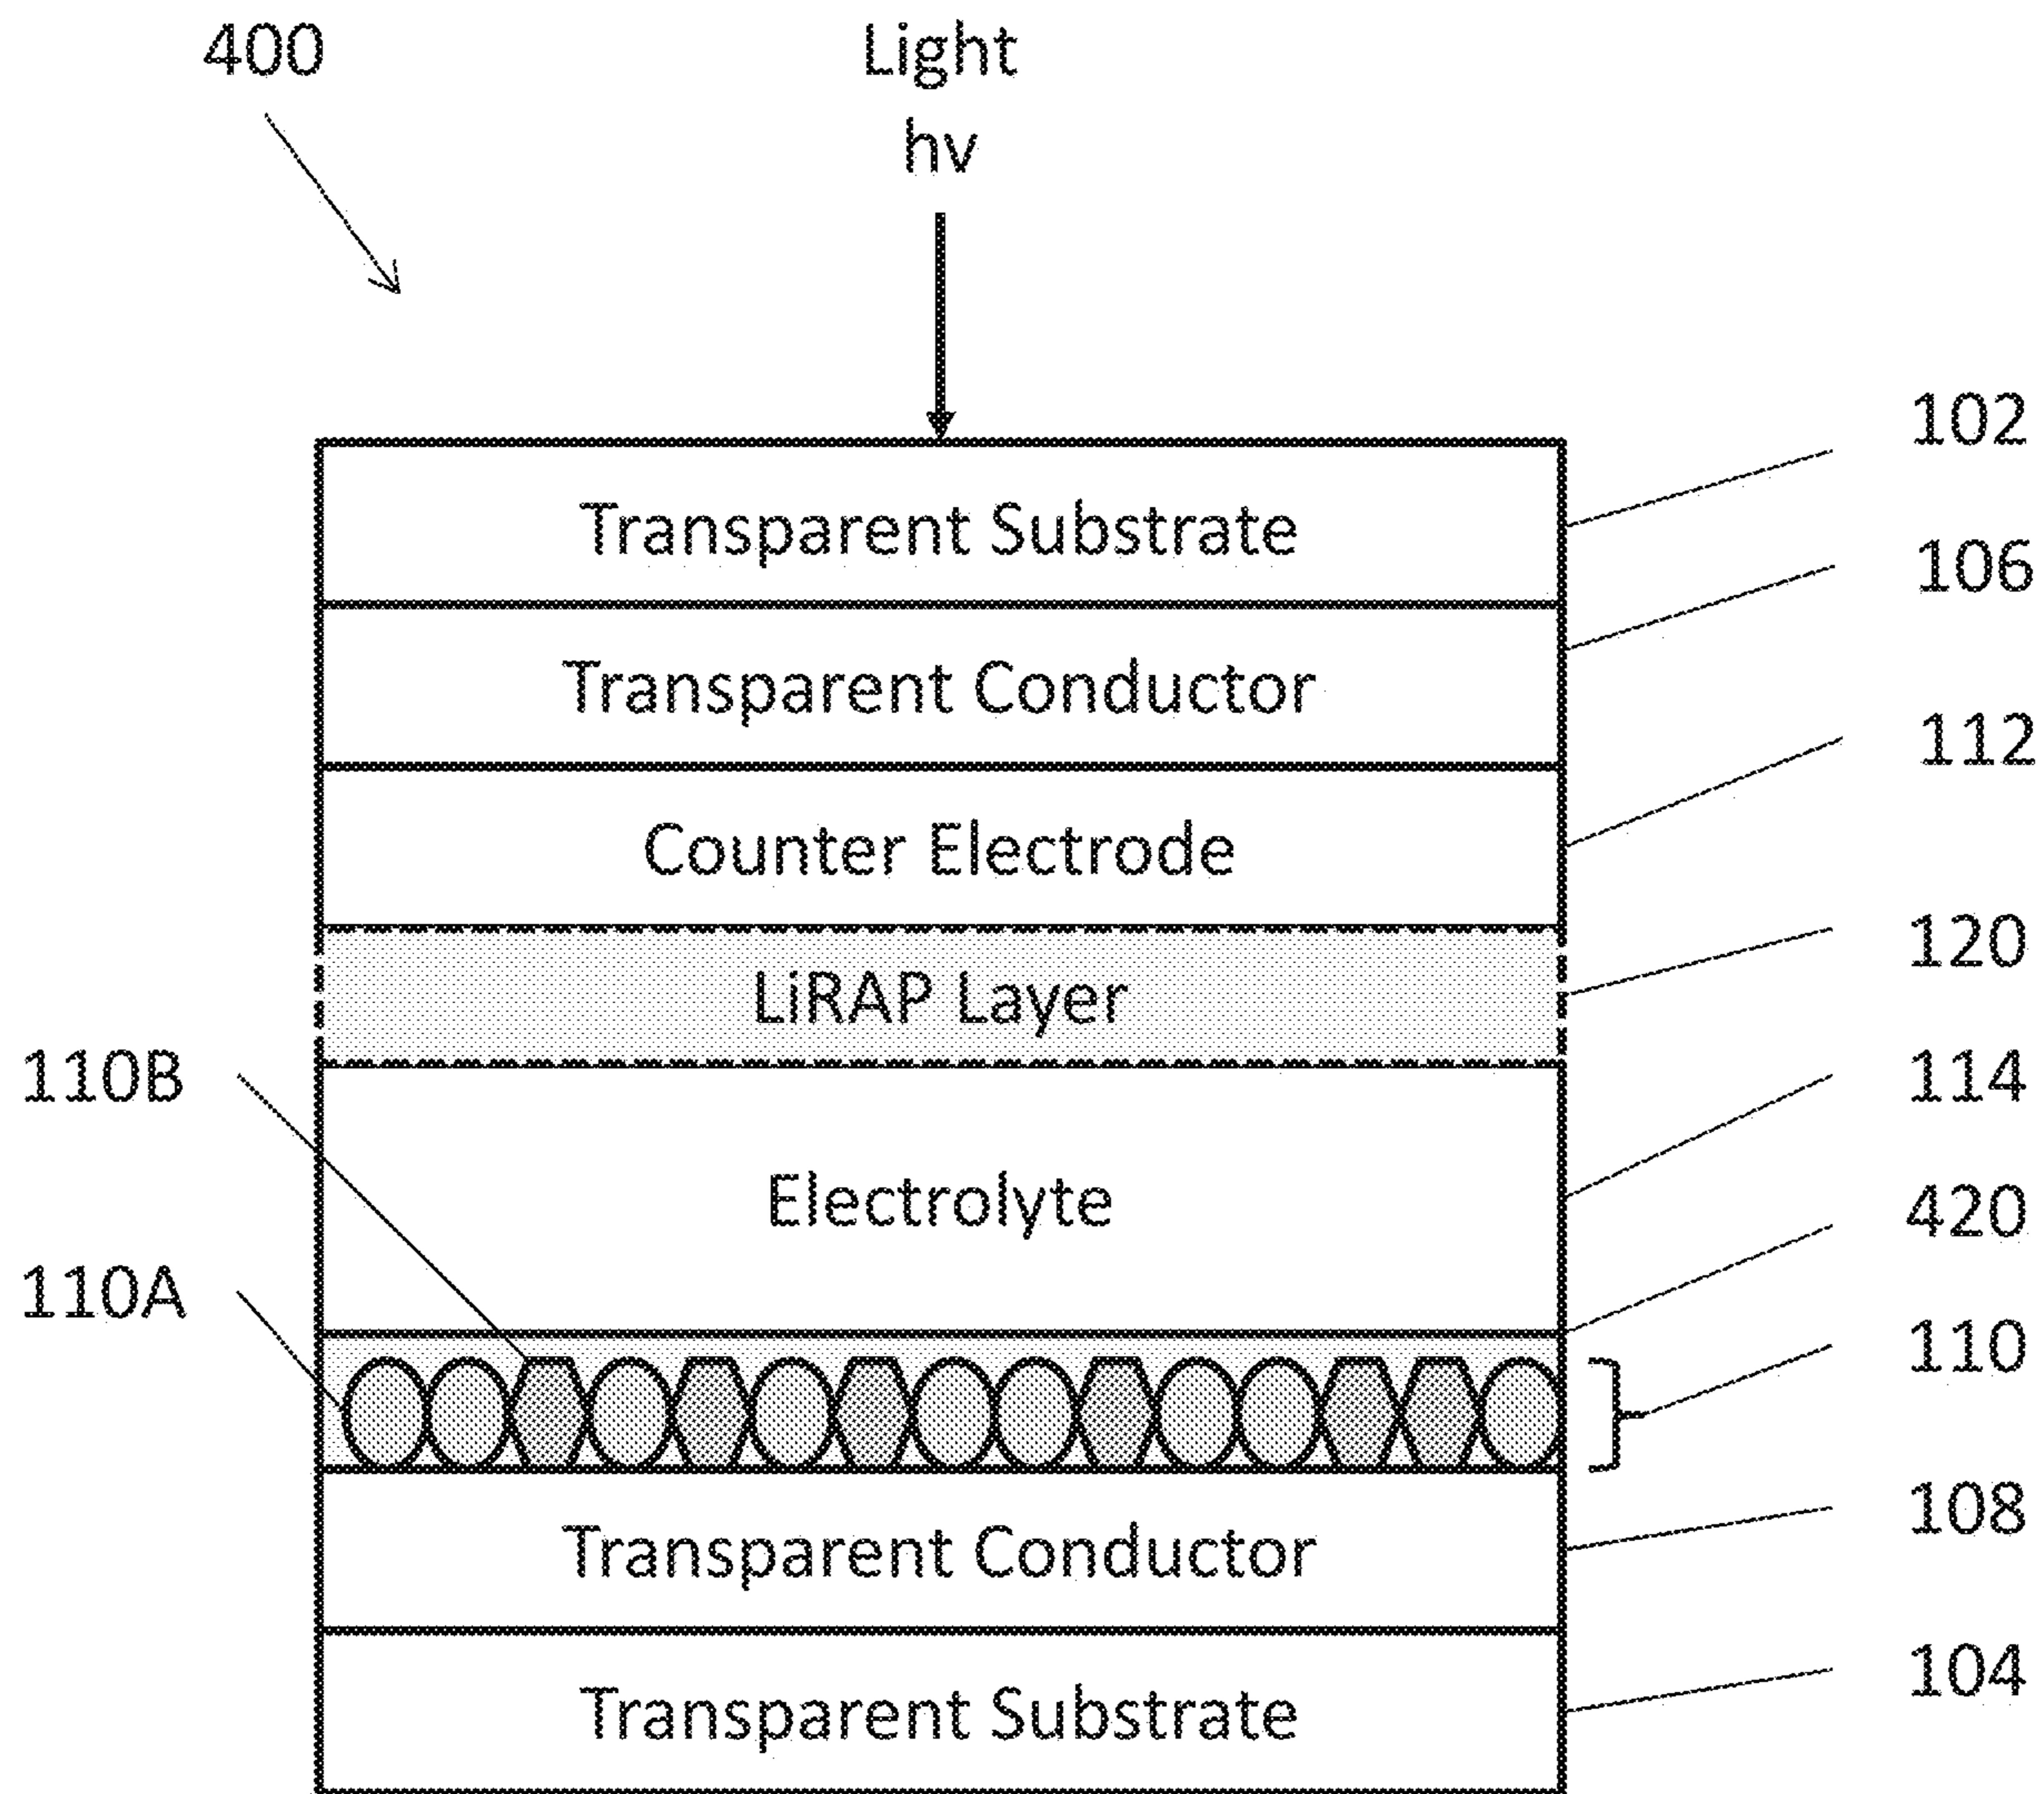 400
Light
hv
102
Transparent Substrate
106
Transparent Conductor
112
Counter Electrode
120
LiRAP Layer
110B
114
Electrolyte
420
110A
110
108
Transparent Conductor
104
Transparent Substrate